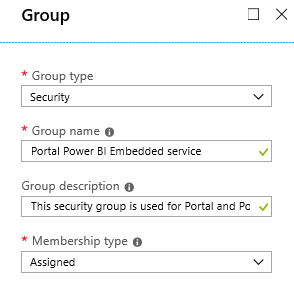 Group
* Group type
Security
* Group name
Portal Power BI Embedded service
Group description
This security group is used for Portal and Po
* Membership type
Assigned